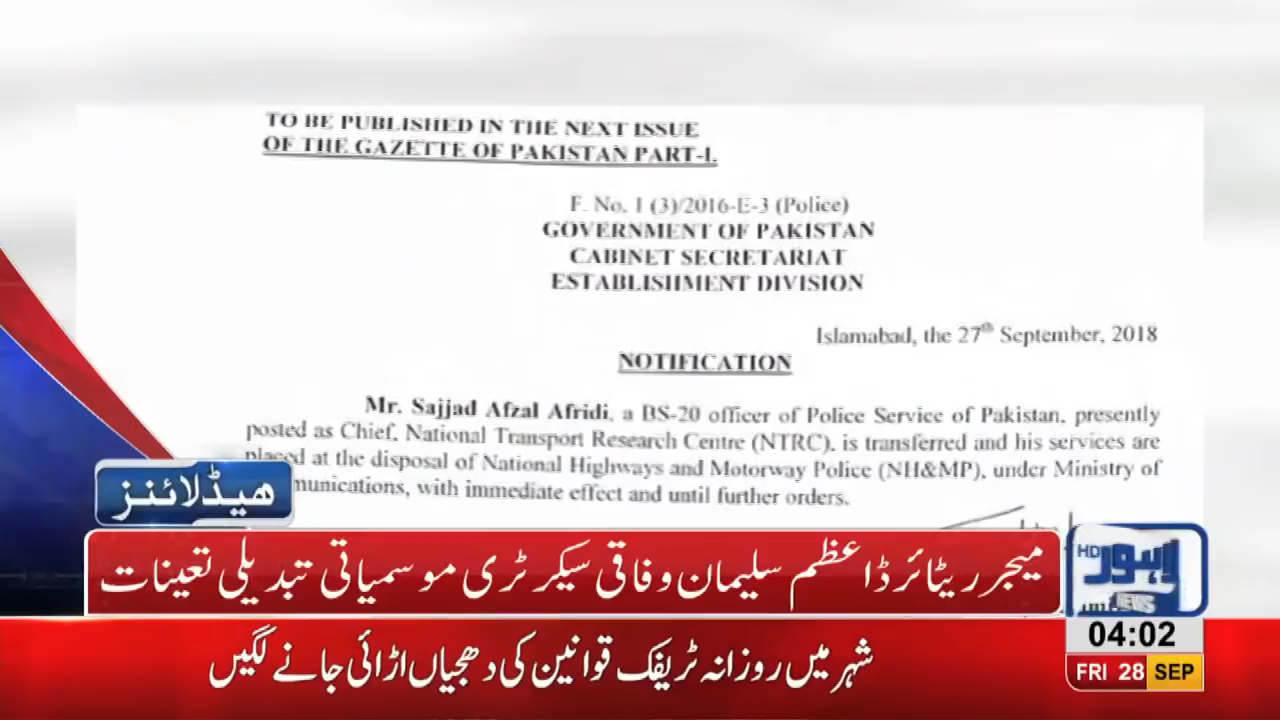 TO BE PUBLISHED IN THE NEXT ISSUE
OF THE GAZETTE OF PAKISTAN PART-I.
F. No. 1 (3)/2016-E-3 (Police)
GOVERNMENT OF PAKISTAN
CABINET SECRETARIAT
ESTABLISHMENT DIVISION
Islamabad, the 27th September, 2018
NOTIFICATION
Mr. Sajjad Afzal Afridi, a BS-20 officer of Police Service of Pakistan, presently
posted as Chief, National Transport Research Centre (NTRC), is transferred and his services are
placed at the disposal of National Highways and Motorway Police (NH&MP), under Ministry of
munications, with immediate effect and until further orders.
ھیڈلائنز
میجر ریٹائرڈ اعظم سلیمان وفاقی سیکرٹری موسمیاتی تبدیلی تعینات
HD
لاہور
NEWS
04:02
شہر میں روزانہ ٹریفک قوانین کی دھجیاں اڑائی جانے لگیں
FRI 28 SEP